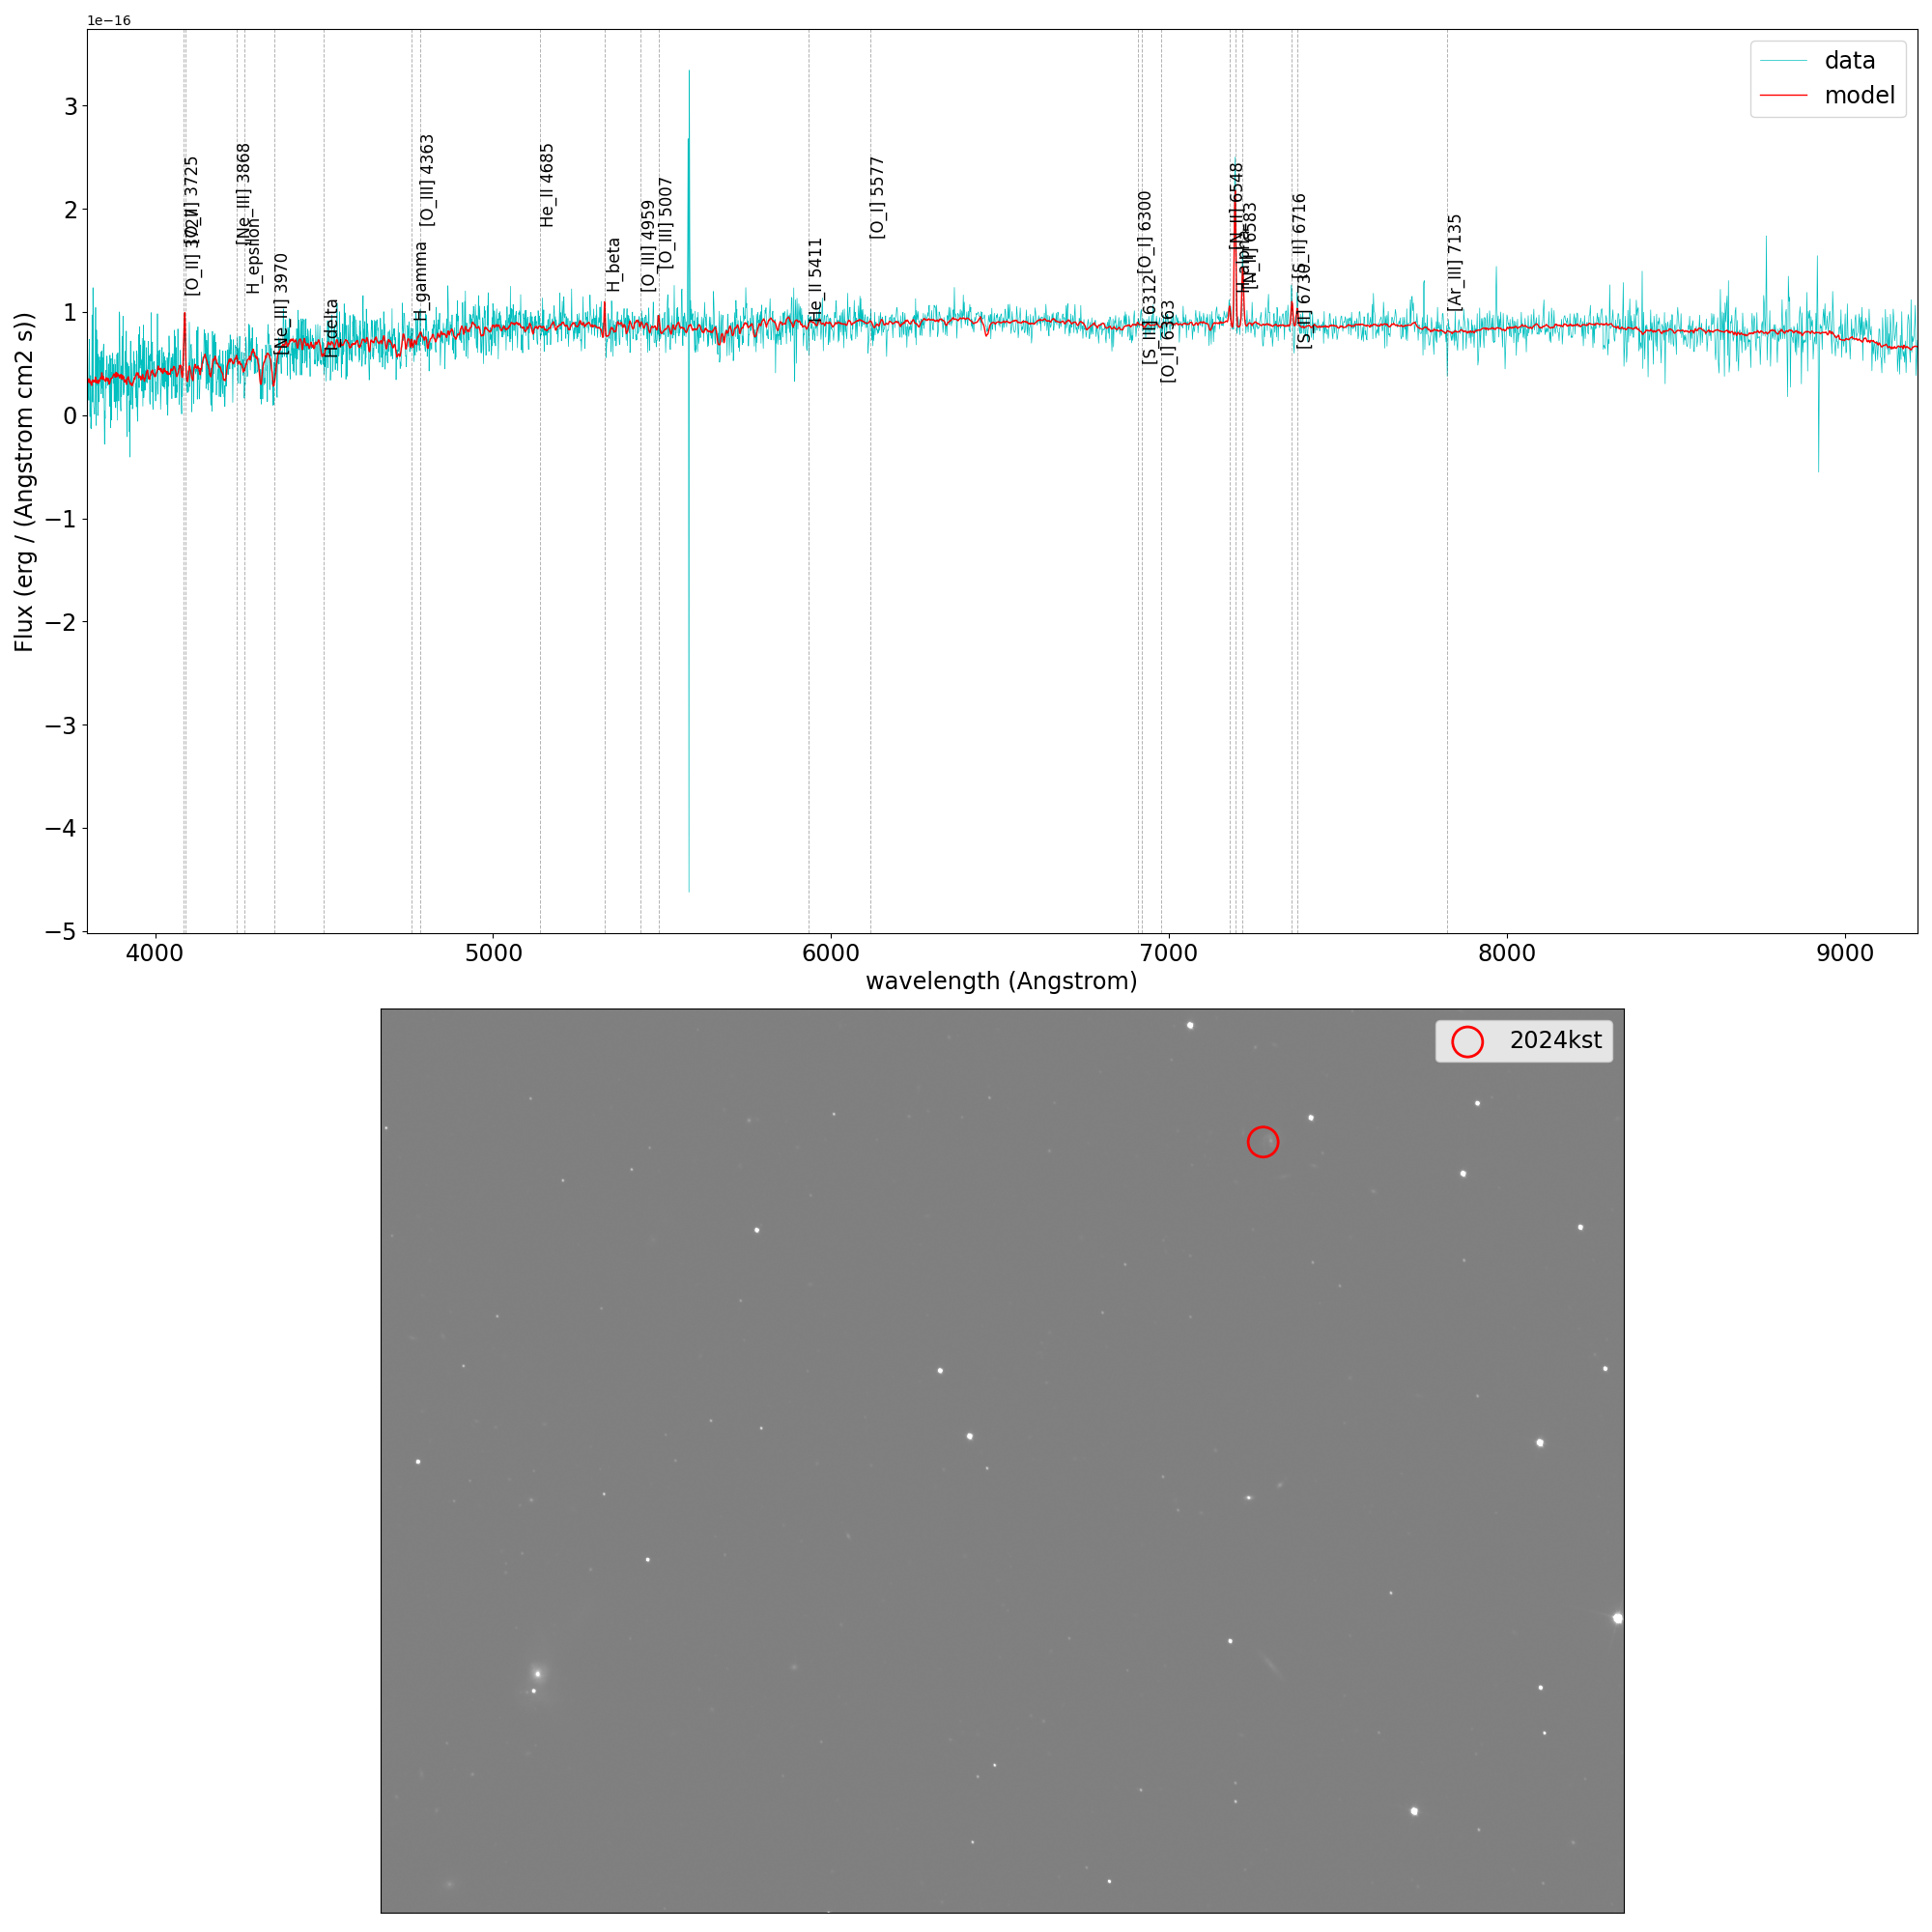 1e−16
data
model
3
2
1
0
−1
−2
−3
−4
−5
Flux (erg / (Angstrom cm2 s))
[O_II] 3725
[O_II] 3727
[Ne_III] 3868
H_epsilon
[Ne_III] 3970
H_delta
H_gamma
[O_III] 4363
He_II 4685
H_beta
[O_III] 4959
[O_III] 5007
He_II 5411
[O_I] 5577
[O_I] 6300
[S_III] 6312
[O_I] 6363
[N_II] 6548
H_alpha
[N_II] 6583
[S_II] 6716
[S_II] 6730
[Ar_III] 7135
4000 5000 6000 7000 8000 9000
wavelength (Angstrom)
2024kst